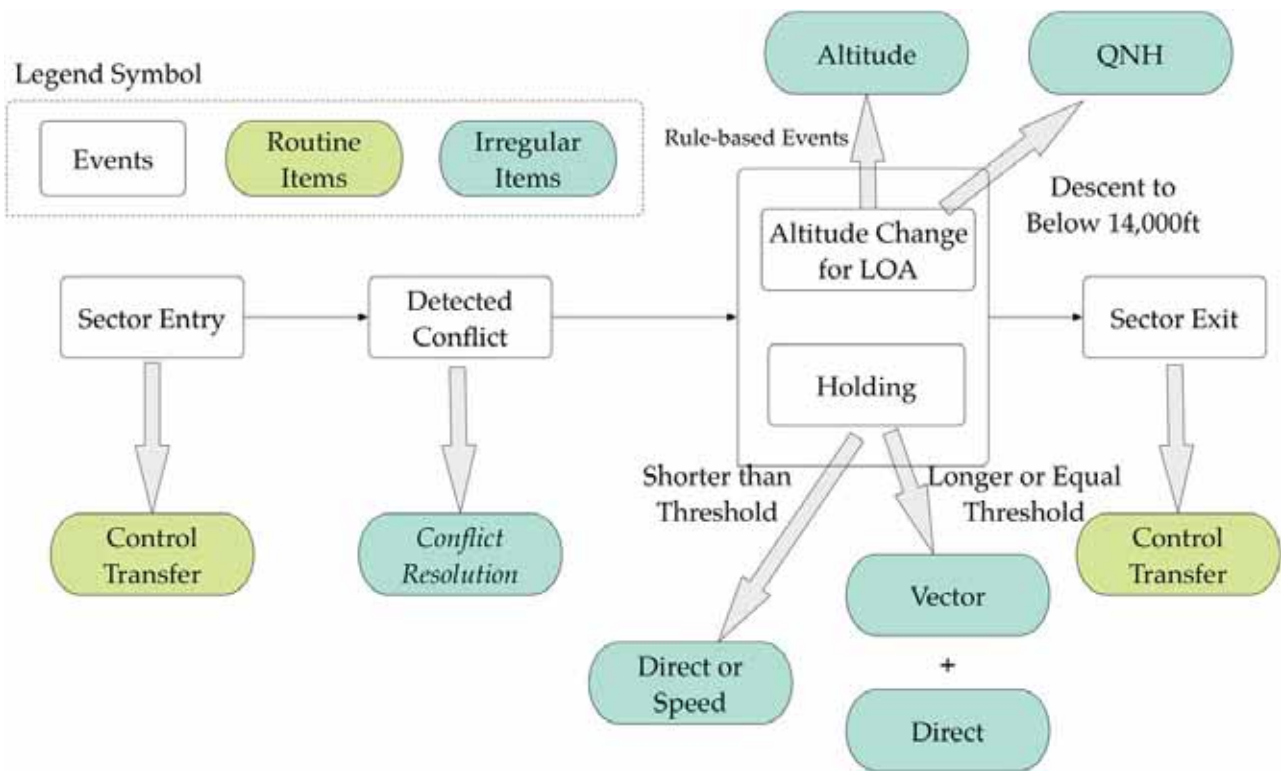 Legend Symbol
Events
Routine
Items
Irregular
Items
Altitude
QNH
Rule-based Events
Descent to
Below 14,000ft
Altitude Change
for LOA
Sector Entry
Detected
Conflict
Holding
Sector Exit
Shorter than
Threshold
Longer or Equal
Threshold
Control
Transfer
Conflict
Resolution
Direct or
Speed
Vector
+
Direct
Control
Transfer